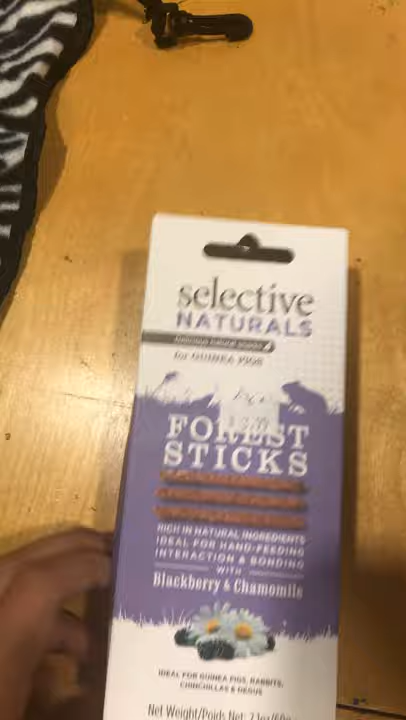 selective
NATURALS
for GUINEA PIGS
FOREST
STICKS
RICH IN NATURAL INGREDIENTS
IDEAL FOR HAND-FEEDING
INTERACTION & BONDING
WITH
Blackberry & Chamomile
IDEAL FOR GUINEA PIGS, RABBITS,
CHINCHILLAS & DEGUS
Net Weight/Poids Net: